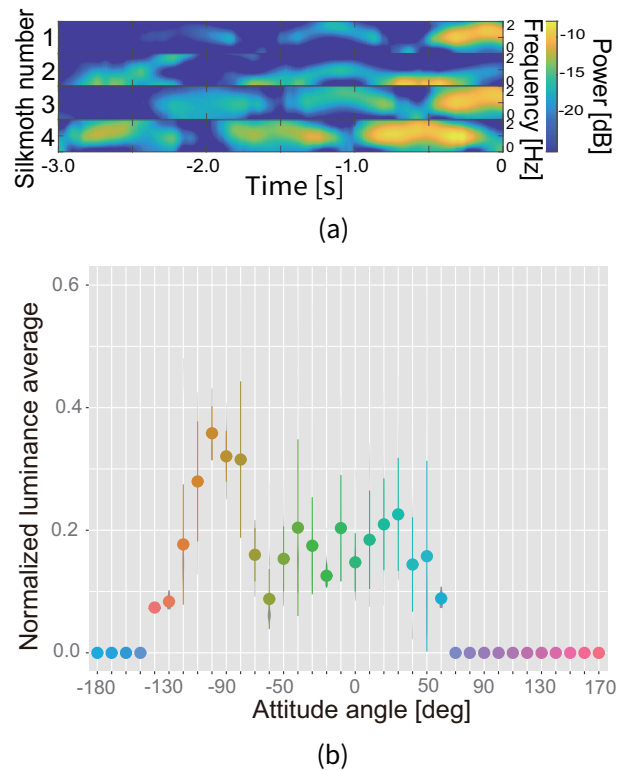 Silkmoth number
1
2
3
4
2
0
2
0
2
0
2
0
Frequency [Hz]
-10
-15
-20
Power [dB]
-3.0 -2.0 -1.0 0
Time [s]
(a)
Normalized luminance average
0.6
0.4
0.2
0.0
-180 -130 -90 -50 0 50 90 130 170
Attitude angle [deg]
(b)